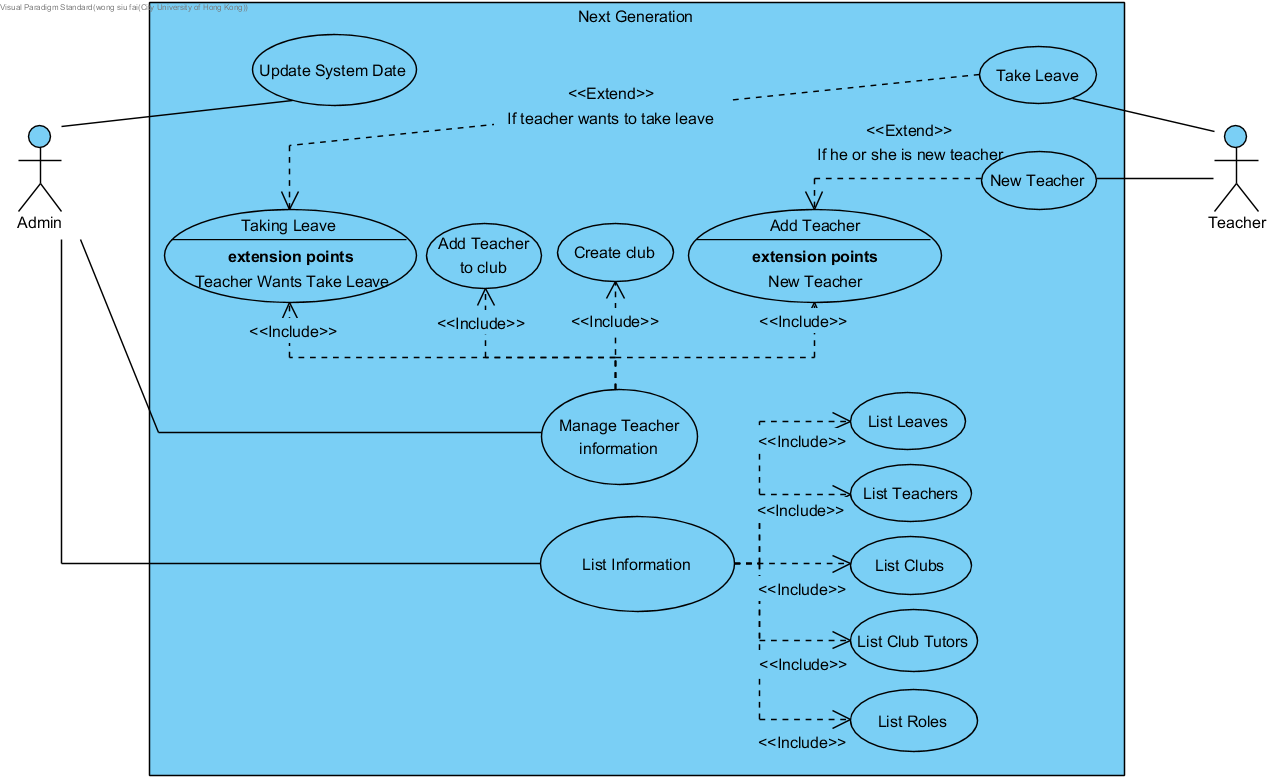 Visual Paradigm Standard(wong siu fai(City University of Hong Kong))
Next Generation
Update System Date
Take Leave
<<Extend>>
If teacher wants to take leave
<<Extend>>
If he or she is new teacher
New Teacher
Admin
Teacher
Taking Leave
extension points
Teacher Wants Take Leave
Add Teacher
to club
Create club
Add Teacher
extension points
New Teacher
<<Include>>
<<Include>>
<<Include>>
<<Include>>
Manage Teacher
information
List Leaves
<<Include>>
List Teachers
<<Include>>
List Information
List Clubs
<<Include>>
List Club Tutors
<<Include>>
List Roles
<<Include>>